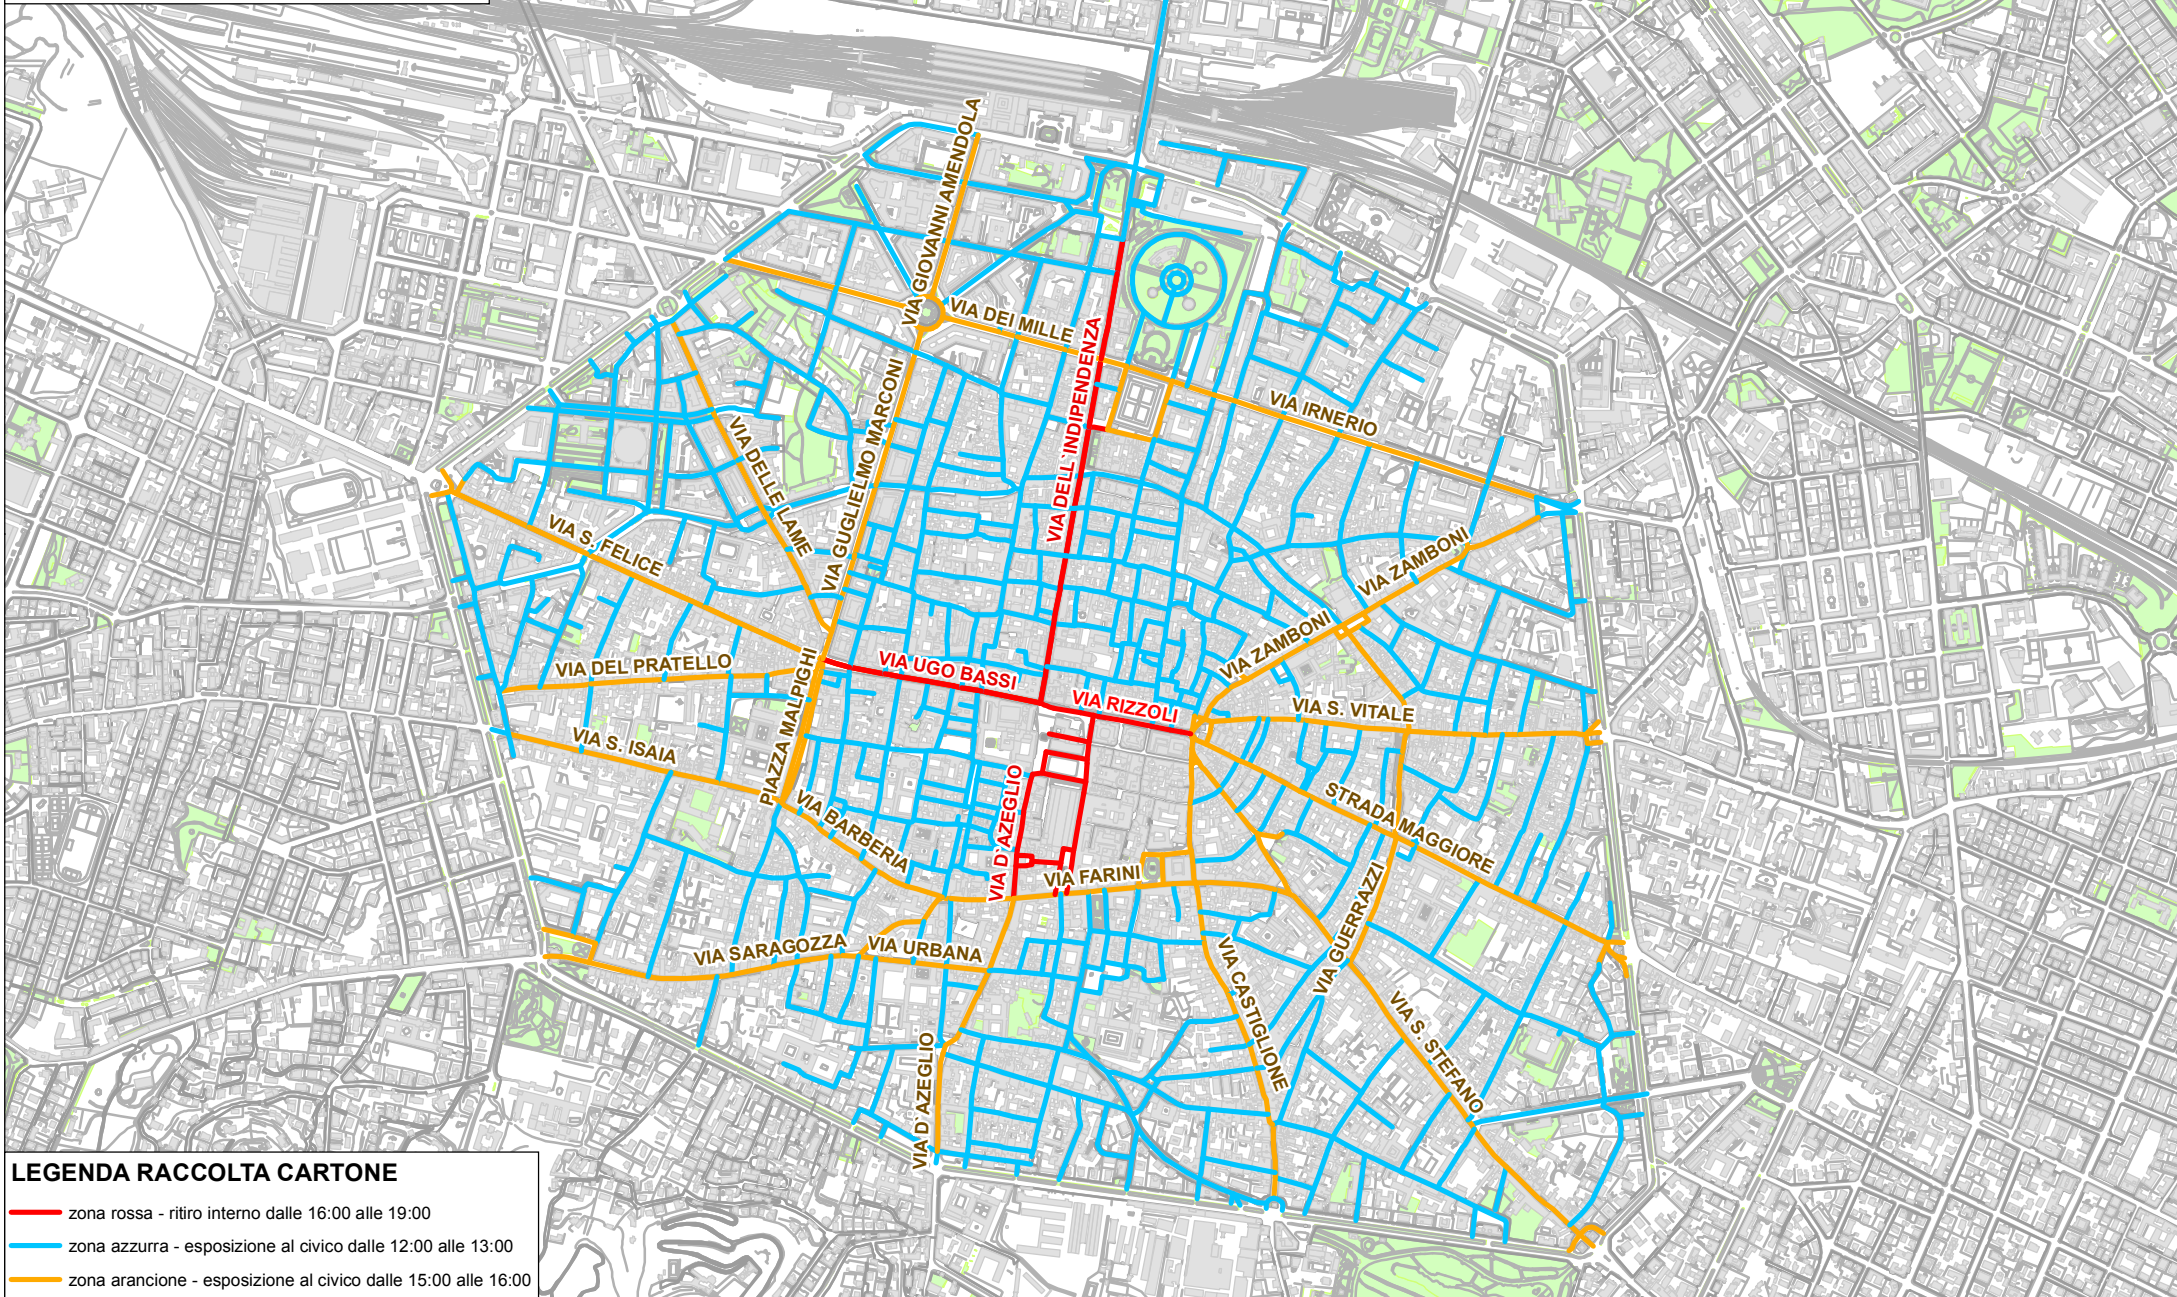 VIA GIOVANNI AMENDOLA
VIA DEI MILLE
VIA DELL`INDIPENDENZA
VIA GUGLIELMO MARCONI
VIA IRNERIO
VIA DELLE LAME
VIA S. FELICE
VIA ZAMBONI
VIA ZAMBONI
VIA DEL PRATELLO
PIAZZA MALPIGHI
VIA UGO BASSI
VIA RIZZOLI
VIA S. VITALE
VIA S. ISAIA
VIA BARBERIA
VIA D`AZEGLIO
STRADA MAGGIORE
VIA FARINI
VIA GUERRAZZI
VIA SARAGOZZA
VIA URBANA
VIA CASTIGLIONE
VIA S. STEFANO
VIA D`AZEGLIO
LEGENDA RACCOLTA CARTONE
zona rossa - ritiro interno dalle 16:00 alle 19:00
zona azzurra - esposizione al civico dalle 12:00 alle 13:00
zona arancione - esposizione al civico dalle 15:00 alle 16:00